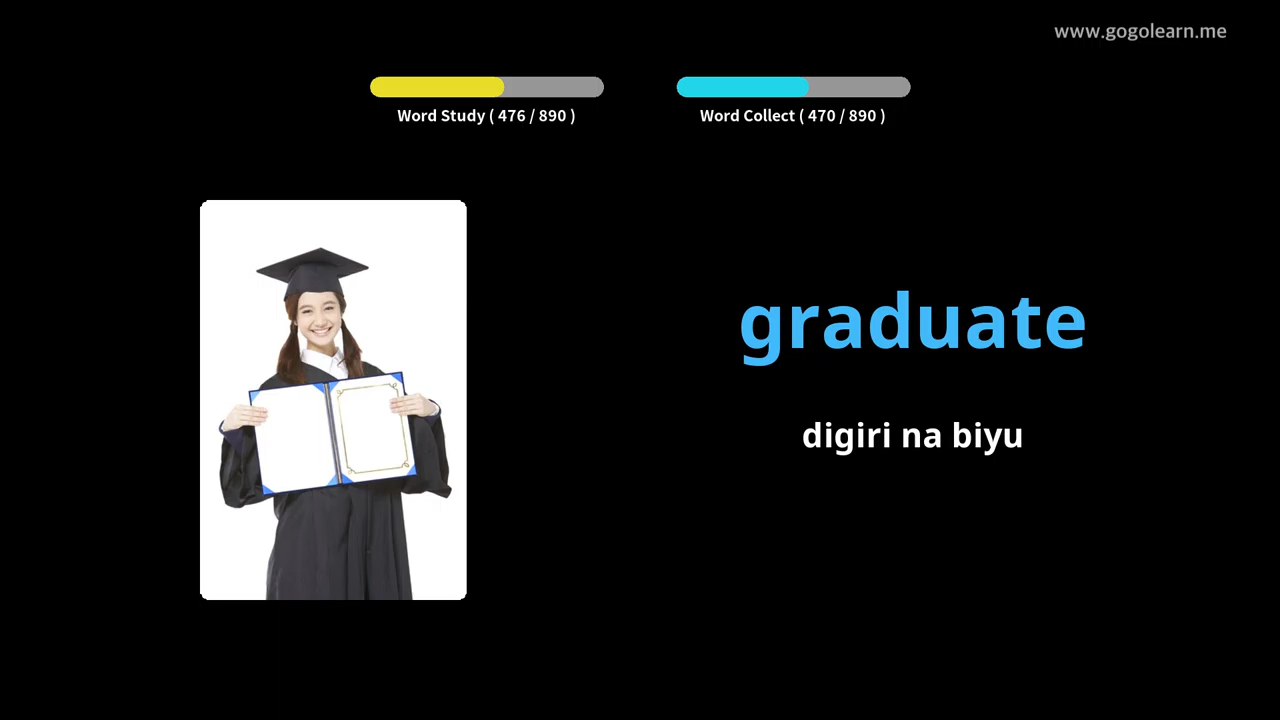 www.gogolearn.me
Word Study ( 476 / 890 )
Word Collect ( 470 / 890 )
graduate
digiri na biyu